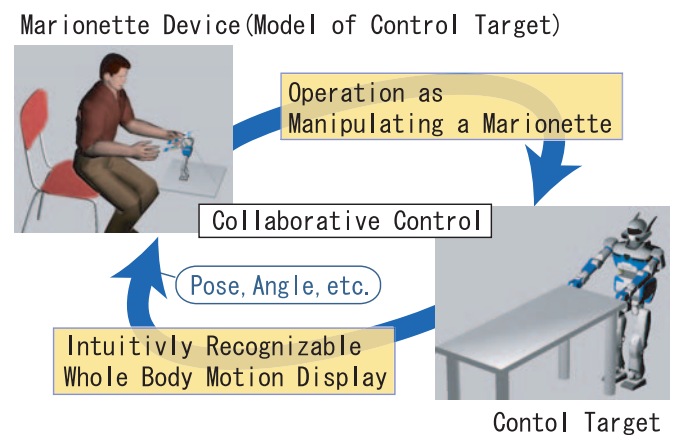 Marionette Device(Model of Control Target)
Operation as
Manipulating a Marionette
Collaborative Control
Pose,Angle,etc.
Intuitivly Recognizable
Whole Body Motion Display
Contol Target